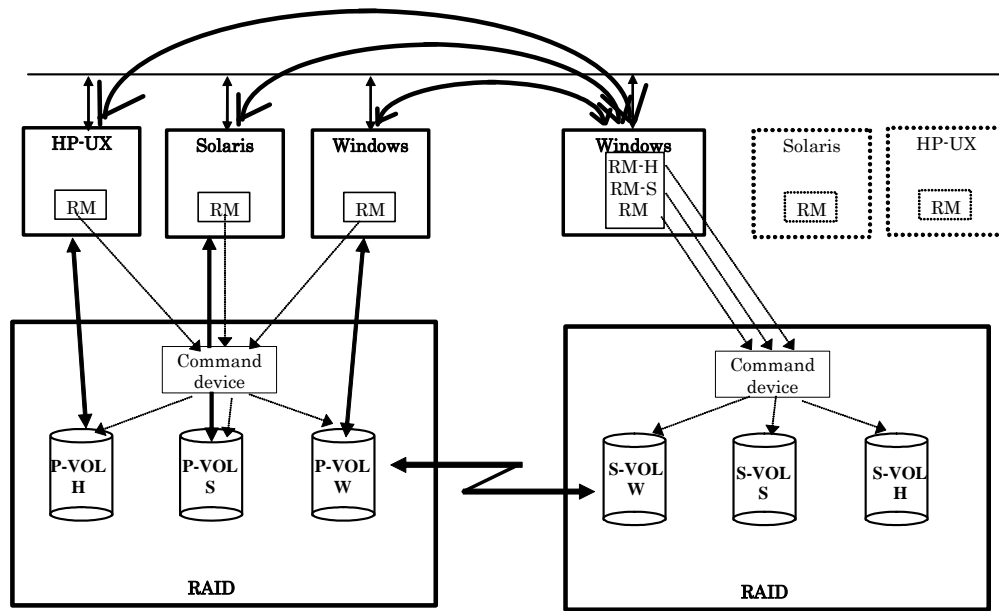 HP-UX
RM
Solaris
RM
Windows
RM
Windows
RM-H
RM-S
RM
Solaris
RM
HP-UX
RM
Command
device
P-VOL
H
P-VOL
S
P-VOL
W
RAID
Command
device
S-VOL
W
S-VOL
S
S-VOL
H
RAID